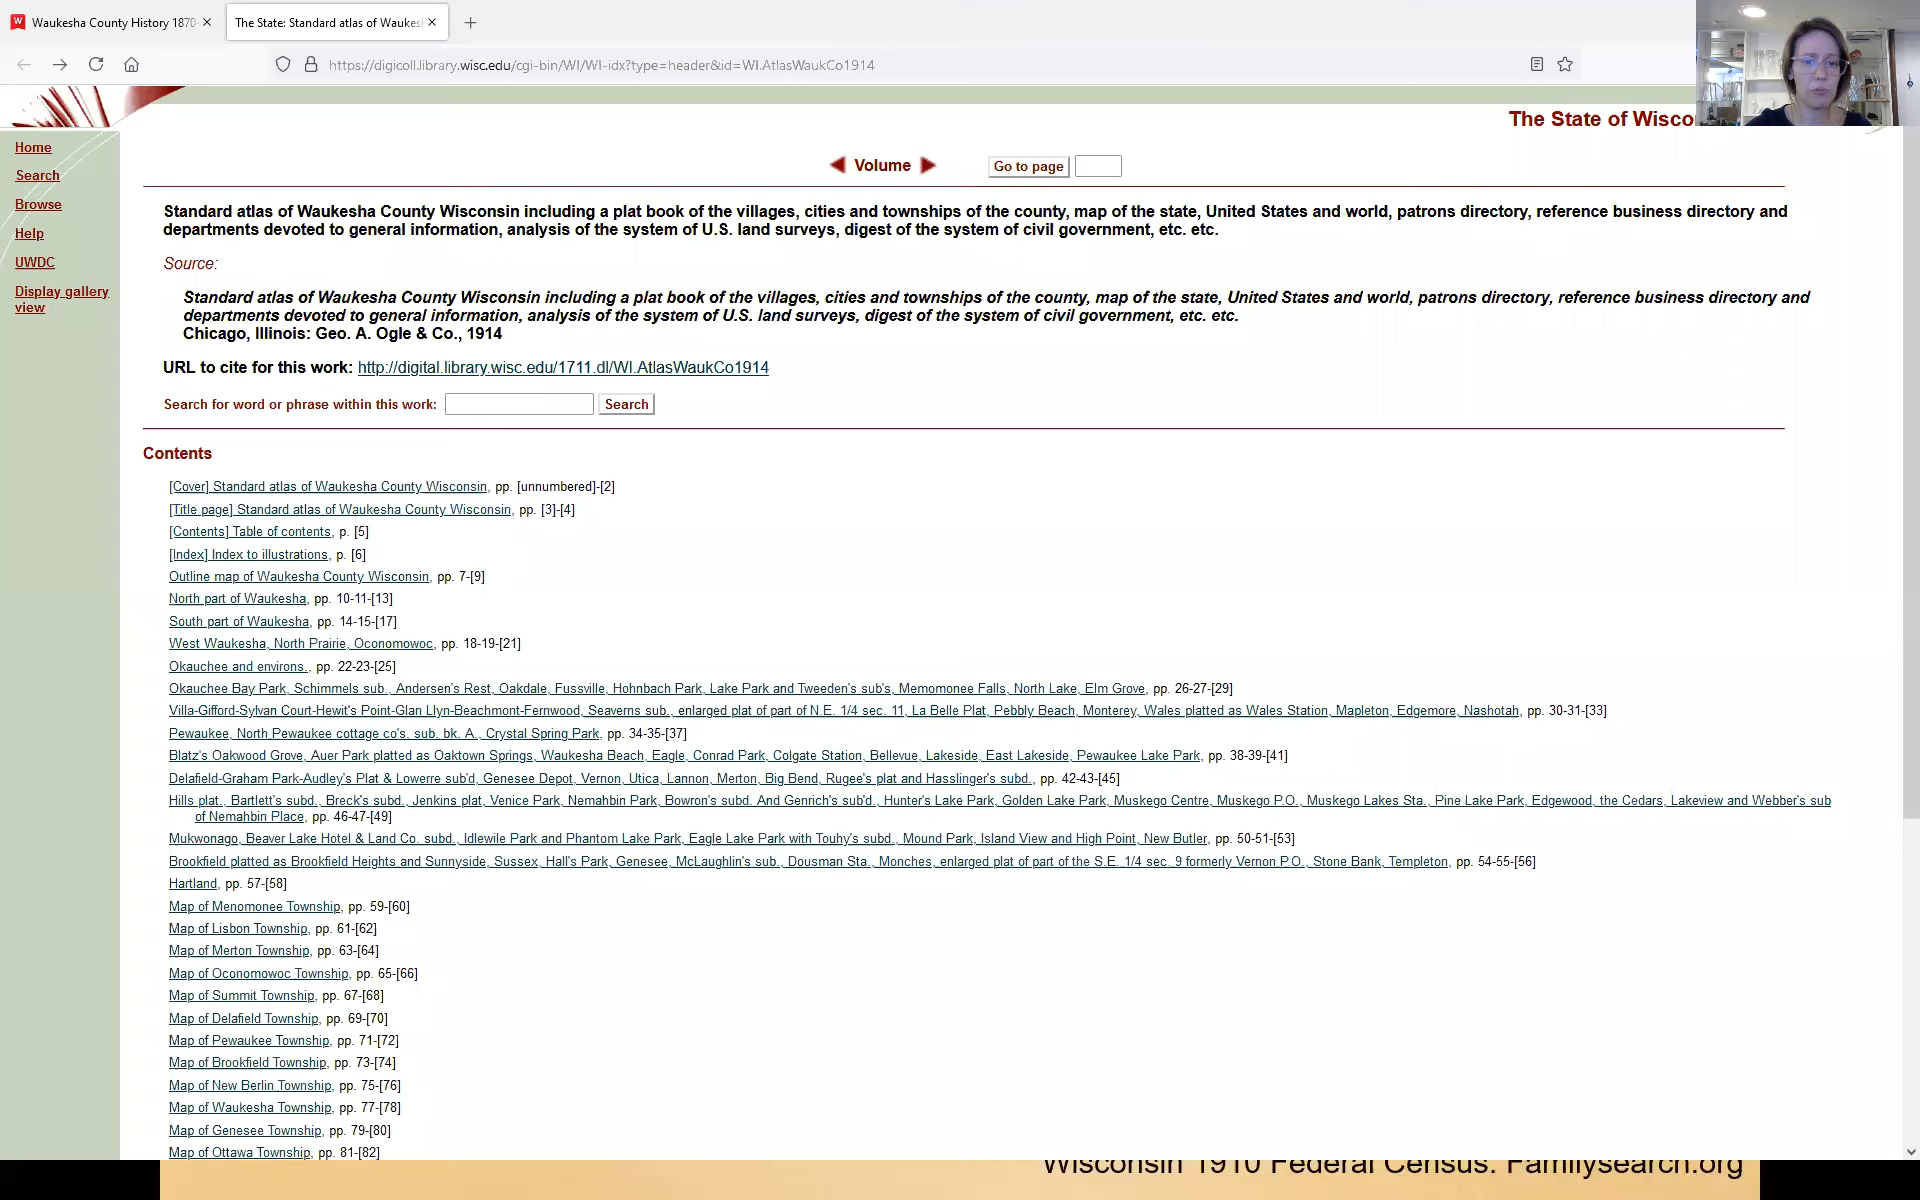 Waukesha County History 1870
The State: Standard atlas of Waukes
https://digicoll.library.wisc.edu/cgi-bin/WI/WI-idx?type=header&id=WI.AtlasWaukCo1914
The State of Wisco
Home
Search
Browse
Help
UWDC
Display gallery
view
Volume
Go to page
Standard atlas of Waukesha County Wisconsin including a plat book of the villages, cities and townships of the county, map of the state, United States and world, patrons directory, reference business directory and
departments devoted to general information, analysis of the system of U.S. land surveys, digest of the system of civil government, etc. etc.
Source:
Standard atlas of Waukesha County Wisconsin including a plat book of the villages, cities and townships of the county, map of the state, United States and world, patrons directory, reference business directory and
departments devoted to general information, analysis of the system of U.S. land surveys, digest of the system of civil government, etc. etc.
Chicago, Illinois: Geo. A. Ogle & Co., 1914
URL to cite for this work: http://digital.library.wisc.edu/1711.dl/WI.AtlasWaukCo1914
Search for word or phrase within this work: Search
Contents
[Cover] Standard atlas of Waukesha County Wisconsin, pp. [unnumbered]-[2]
[Title page] Standard atlas of Waukesha County Wisconsin, pp. [3]-[4]
[Contents] Table of contents, p. [5]
[Index] Index to illustrations, p. [6]
Outline map of Waukesha County Wisconsin, pp. 7-[9]
North part of Waukesha, pp. 10-11-[13]
South part of Waukesha, pp. 14-15-[17]
West Waukesha, North Prairie, Oconomowoc, pp. 18-19-[21]
Okauchee and environs., pp. 22-23-[25]
Okauchee Bay Park, Schimmels sub., Andersen's Rest, Oakdale, Fussville, Hohnbach Park, Lake Park and Tweeden's sub's, Memomonee Falls, North Lake, Elm Grove, pp. 26-27-[29]
Villa-Gifford-Sylvan Court-Hewit's Point-Glan Llyn-Beachmont-Fernwood, Seaverns sub., enlarged plat of part of N.E. 1/4 sec. 11, La Belle Plat, Pebbly Beach, Monterey, Wales platted as Wales Station, Mapleton, Edgemore, Nashotah, pp. 30-31-[33]
Pewaukee, North Pewaukee cottage co's. sub. bk. A., Crystal Spring Park, pp. 34-35-[37]
Blatz's Oakwood Grove, Auer Park platted as Oaktown Springs, Waukesha Beach, Eagle, Conrad Park, Colgate Station, Bellevue, Lakeside, East Lakeside, Pewaukee Lake Park, pp. 38-39-[41]
Delafield-Graham Park-Audley's Plat & Lowerre sub'd, Genesee Depot, Vernon, Utica, Lannon, Merton, Big Bend, Rugee's plat and Hasslinger's subd., pp. 42-43-[45]
Hills plat., Bartlett's subd., Breck's subd., Jenkins plat, Venice Park, Nemahbin Park, Bowron's subd. And Genrich's sub'd., Hunter's Lake Park, Golden Lake Park, Muskego Centre, Muskego P.O., Muskego Lakes Sta., Pine Lake Park, Edgewood, the Cedars, Lakeview and Webber's sub
of Nemahbin Place, pp. 46-47-[49]
Mukwonago, Beaver Lake Hotel & Land Co. subd., Idlewile Park and Phantom Lake Park, Eagle Lake Park with Touhy's subd., Mound Park, Island View and High Point, New Butler, pp. 50-51-[53]
Brookfield platted as Brookfield Heights and Sunnyside, Sussex, Hall's Park, Genesee, McLaughlin's sub., Dousman Sta., Monches, enlarged plat of part of the S.E. 1/4 sec. 9 formerly Vernon P.O., Stone Bank, Templeton, pp. 54-55-[56]
Hartland, pp. 57-[58]
Map of Menomonee Township, pp. 59-[60]
Map of Lisbon Township, pp. 61-[62]
Map of Merton Township, pp. 63-[64]
Map of Oconomowoc Township, pp. 65-[66]
Map of Summit Township, pp. 67-[68]
Map of Delafield Township, pp. 69-[70]
Map of Pewaukee Township, pp. 71-[72]
Map of Brookfield Township, pp. 73-[74]
Map of New Berlin Township, pp. 75-[76]
Map of Waukesha Township, pp. 77-[78]
Map of Genesee Township, pp. 79-[80]
Map of Ottawa Township, pp. 81-[82]
Wisconsin 1910 Federal Census. Familysearch.org